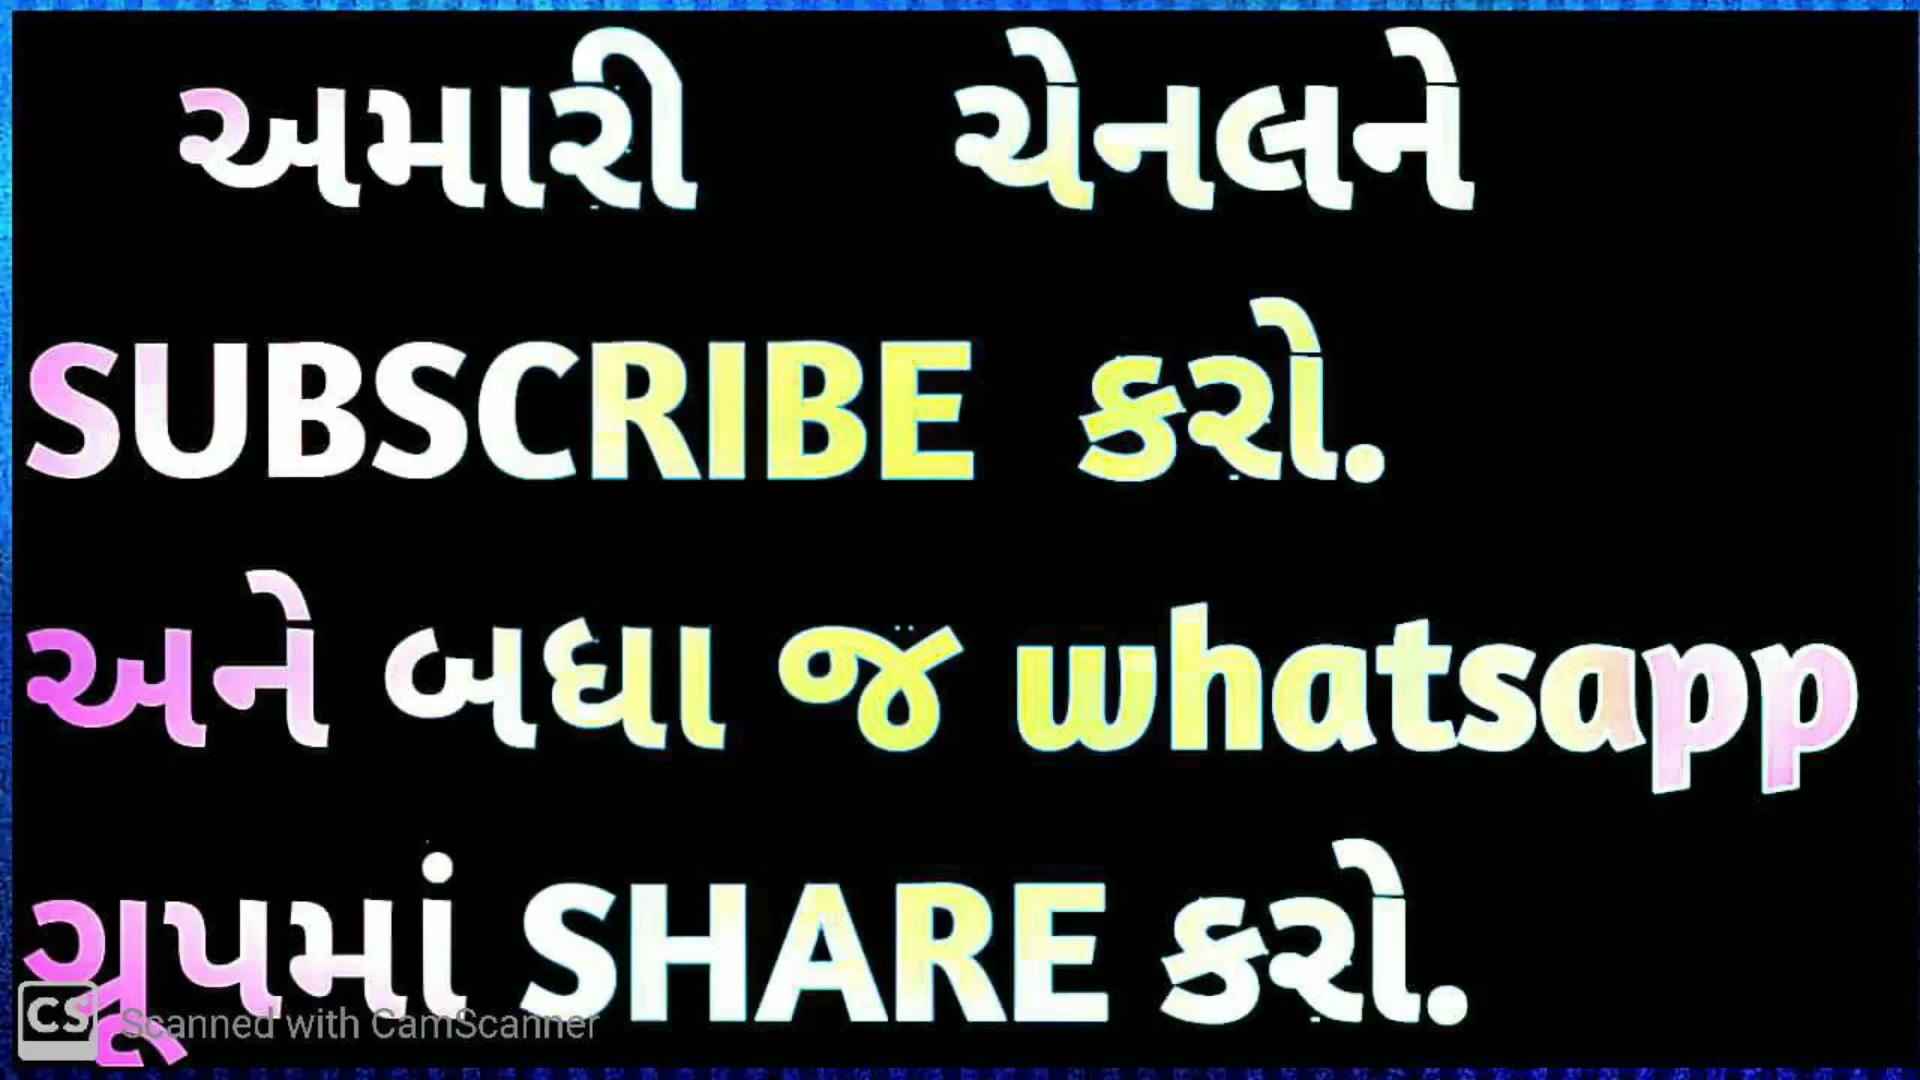 અમારી ચેનલને
SUBSCRIBE કરો.
અને બધા જ whatsapp
ગ્રૂપમાં SHARE કરો.
CS Scanned with CamScanner